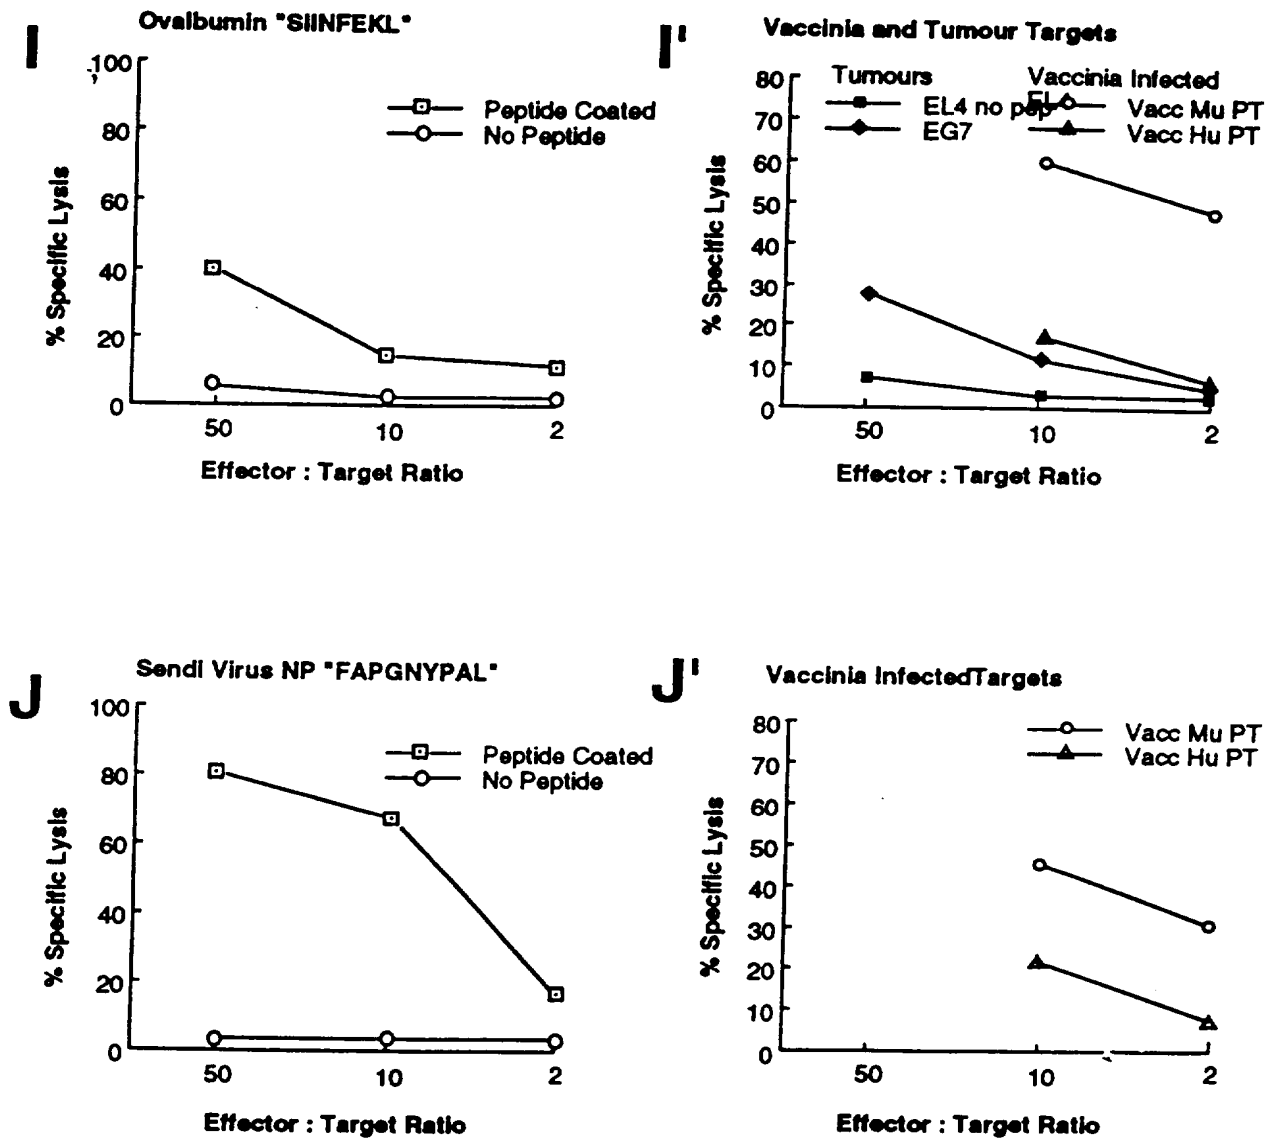 I
Ovalbumin "SIINFEKL"
100
80
60
40
20
0
% Specific Lysis
Peptide Coated
No Peptide
50 10 2
Effector : Target Ratio
I'
Vaccinia and Tumour Targets
80
70
60
50
40
30
20
10
0
% Specific Lysis
Tumours Vaccinia Infected
EL4 no pep Vacc Mu PT
EG7 Vacc Hu PT
50 10 2
Effector : Target Ratio
J
Sendi Virus NP "FAPGNYPAL"
100
80
60
40
20
0
% Specific Lysis
Peptide Coated
No Peptide
50 10 2
Effector : Target Ratio
J'
Vaccinia InfectedTargets
80
70
60
50
40
30
20
10
0
% Specific Lysis
Vacc Mu PT
Vacc Hu PT
50 10 2
Effector : Target Ratio